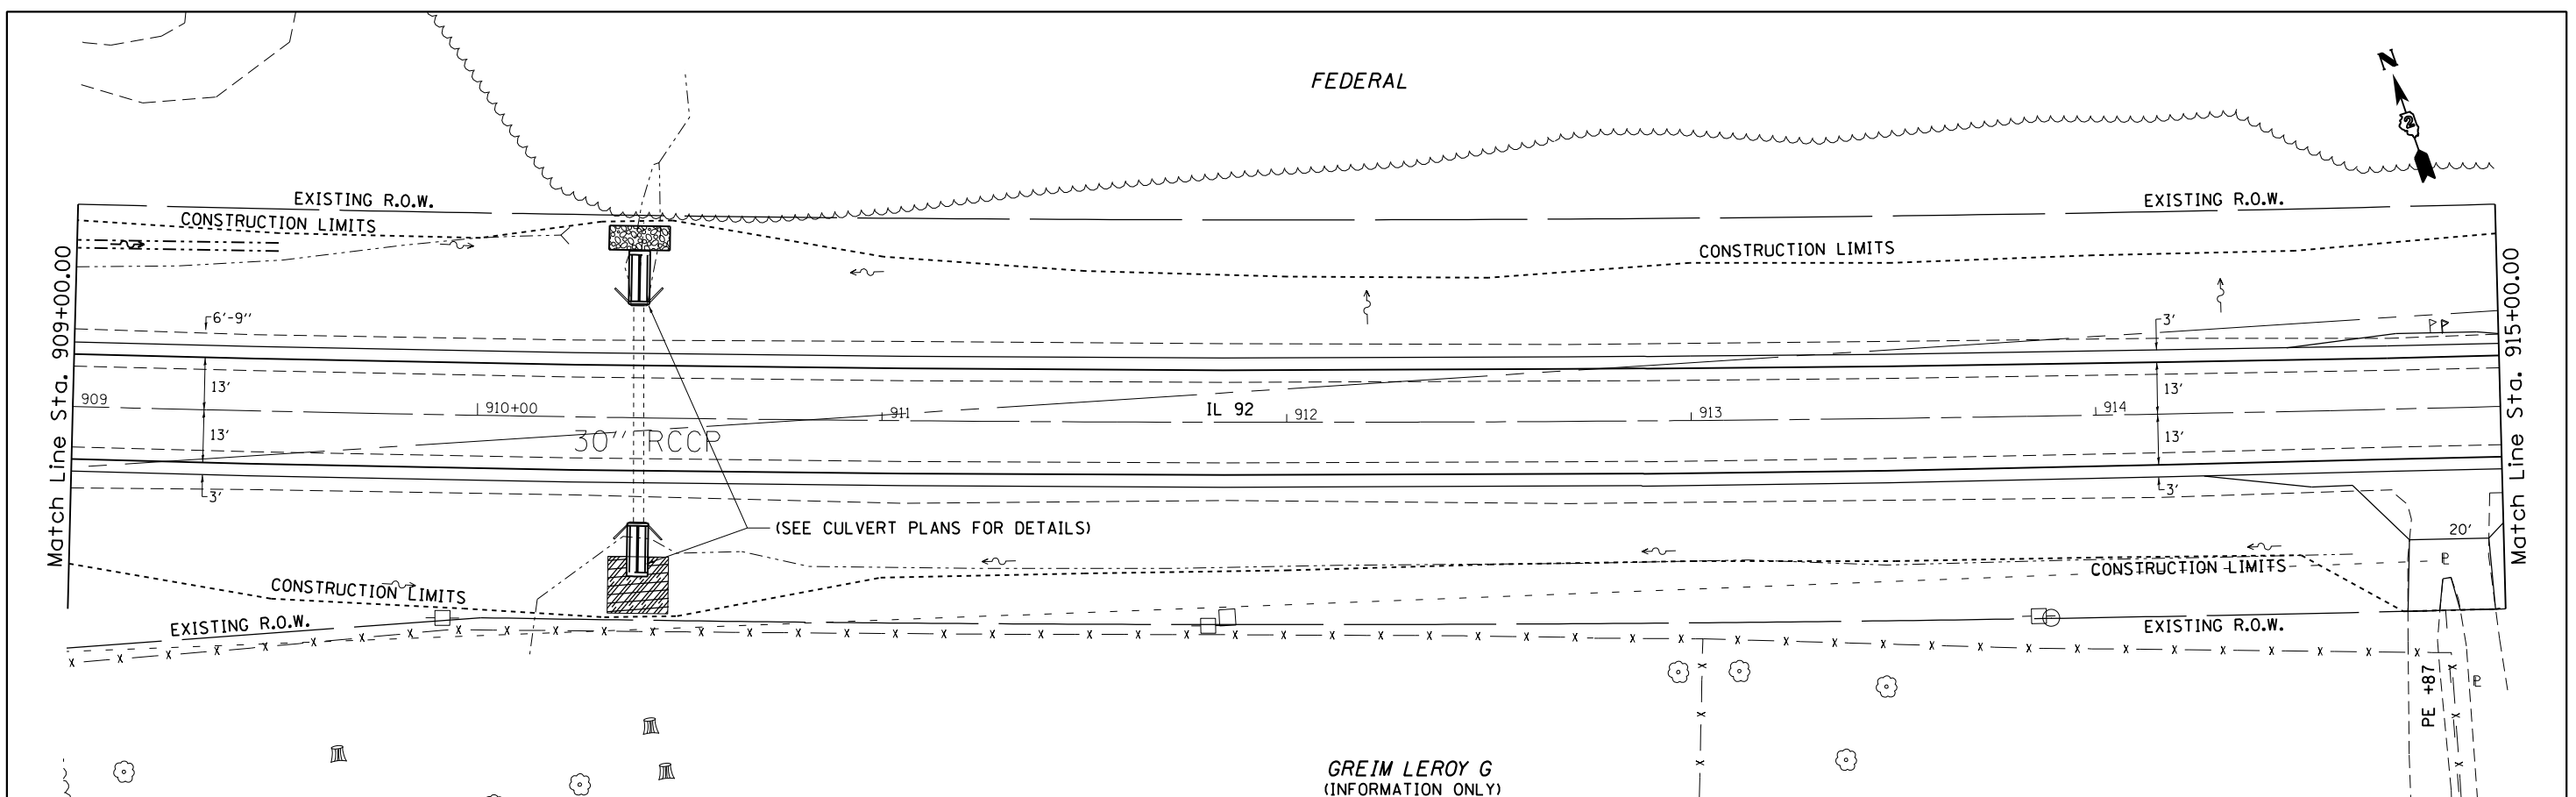 FEDERAL
N
2
EXISTING R.O.W.
EXISTING R.O.W.
CONSTRUCTION LIMITS
CONSTRUCTION LIMITS
Match Line Sta. 909+00.00
Match Line Sta. 915+00.00
6'-9"
3'
P P
13'
13'
909
910+00
911
IL 92
912
913
914
30" RCCP
13'
13'
3'
3'
(SEE CULVERT PLANS FOR DETAILS)
20'
CONSTRUCTION LIMITS
CONSTRUCTION LIMITS
EXISTING R.O.W.
EXISTING R.O.W.
PE +87
GREIM LEROY G
(INFORMATION ONLY)